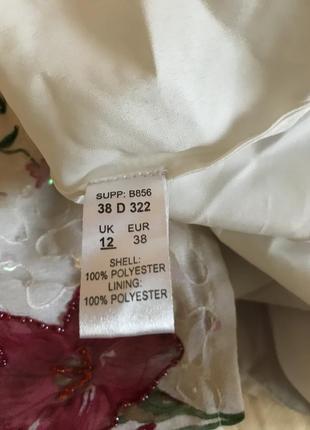 SUPP: B856
38 D 322
UK EUR
12 38
SHELL:
100% POLYESTER
LINING:
100% POLYESTER